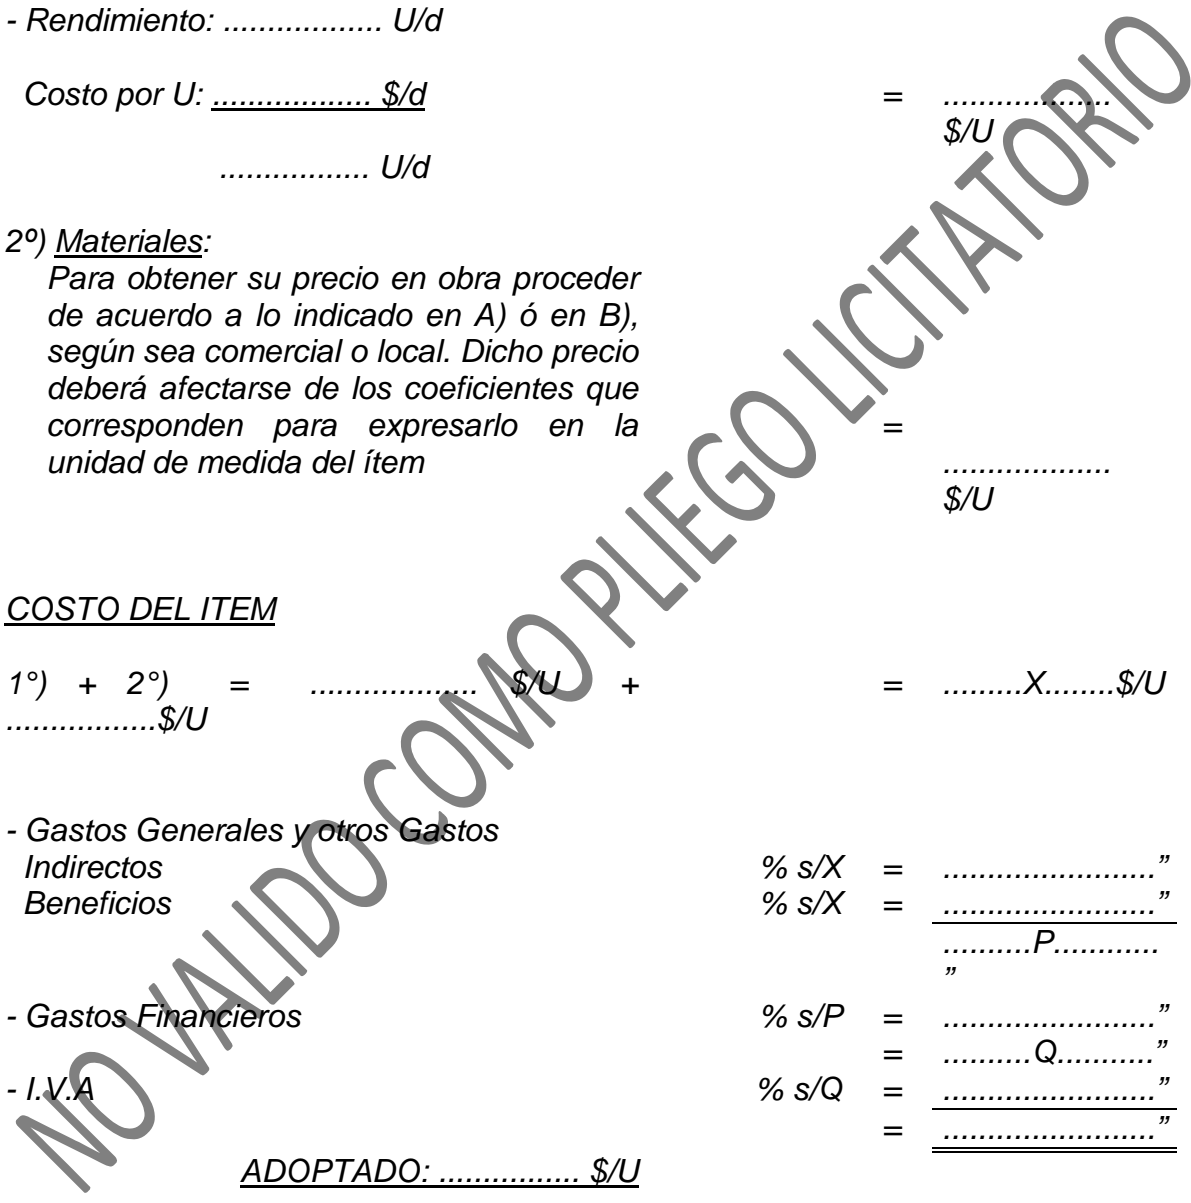 - Rendimiento: .................. U/d
Costo por U: .................. $/d = ...................
$/U
................. U/d
2º) Materiales:
Para obtener su precio en obra proceder
de acuerdo a lo indicado en A) ó en B),
según sea comercial o local. Dicho precio
deberá afectarse de los coeficientes que
corresponden para expresarlo en la =
unidad de medida del ítem ...................
$/U
COSTO DEL ITEM
1°) + 2°) = ................... $/U + = .........X........$/U
.................$/U
- Gastos Generales y otros Gastos
Indirectos % s/X = ........................”
Beneficios % s/X = ........................”
..........P............
”
- Gastos Financieros % s/P = ........................”
= ..........Q...........”
- I.V.A % s/Q = ........................”
= ........................”
ADOPTADO: ................ $/U
NO VALIDO COMO PLIEGO LICITATORIO